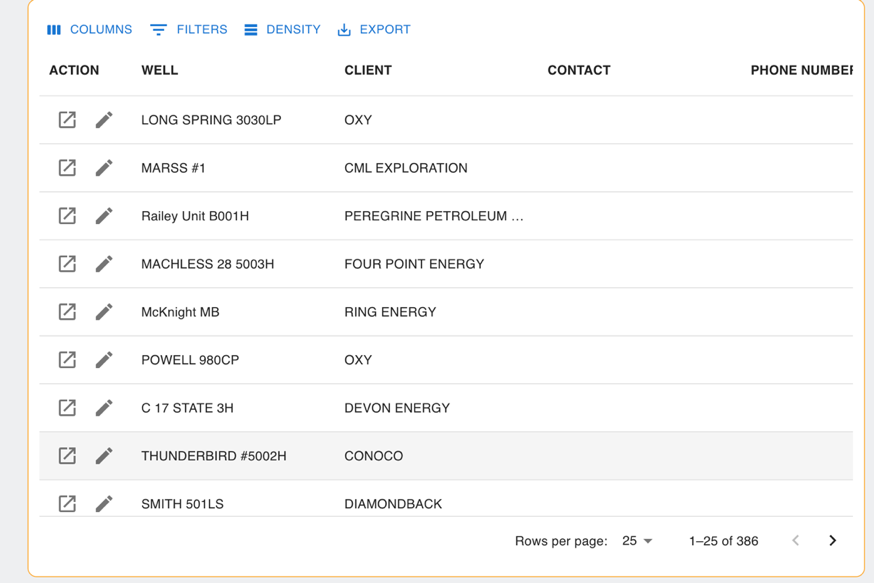 COLUMNS FILTERS DENSITY EXPORT
ACTION WELL CLIENT CONTACT PHONE NUMBER
LONG SPRING 3030LP OXY
MARSS #1 CML EXPLORATION
Railey Unit B001H PEREGRINE PETROLEUM ...
MACHLESS 28 5003H FOUR POINT ENERGY
McKnight MB RING ENERGY
POWELL 980CP OXY
C 17 STATE 3H DEVON ENERGY
THUNDERBIRD #5002H CONOCO
SMITH 501LS DIAMONDBACK
Rows per page: 25 1–25 of 386